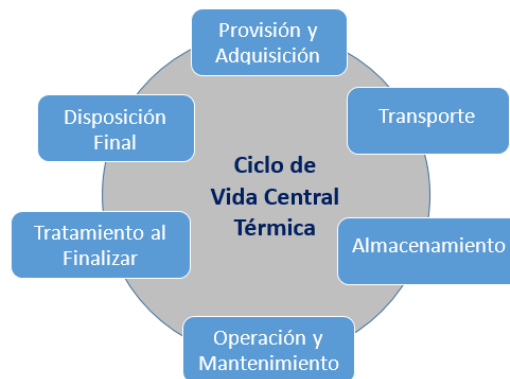 Provisión y
Adquisición
Transporte
Almacenamiento
Operación y
Mantenimiento
Tratamiento al
Finalizar
Disposición
Final
Ciclo de
Vida Central
Térmica